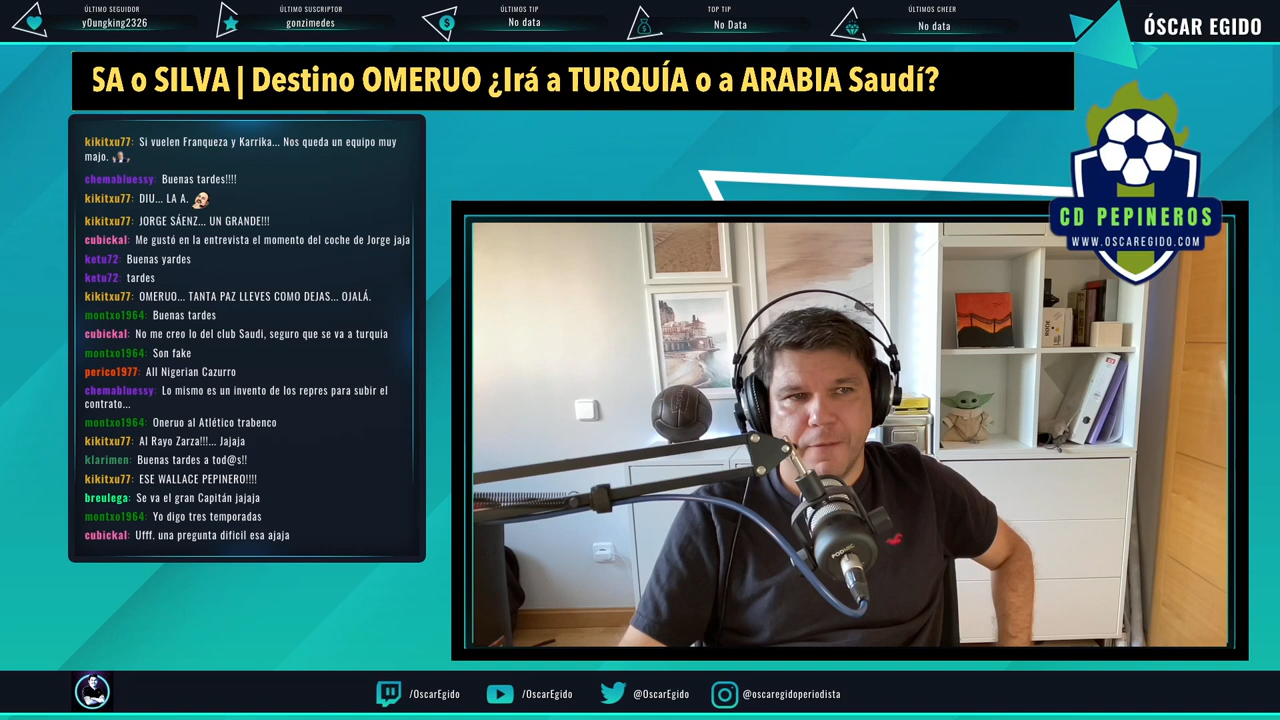 ÚLTIMO SEGUIDOR
y0ungking2326
ÚLTIMO SUSCRIPTOR
gonzimedes
ÚLTIMOS TIP
No data
TOP TIP
No Data
ÚLTIMOS CHEER
No data
ÓSCAR EGIDO
SA o SILVA | Destino OMERUO ¿Irá a TURQUÍA o a ARABIA Saudí?
kikitxu77: Si vuelen Franqueza y Karrika... Nos queda un equipo muy
majo.
chemabluessy: Buenas tardes!!!!
kikitxu77: DIU... LA A.
kikitxu77: JORGE SÁENZ... UN GRANDE!!!
cubickal: Me gustó en la entrevista el momento del coche de Jorge jaja
ketu72: Buenas yardes
ketu72: tardes
kikitxu77: OMERUO... TANTA PAZ LLEVES COMO DEJAS... OJALÁ.
montxo1964: Buenas tardes
cubickal: No me creo lo del club Saudi, seguro que se va a turquia
montxo1964: Son fake
perico1977: All Nigerian Cazurro
chemabluessy: Lo mismo es un invento de los repres para subir el
contrato...
montxo1964: Oneruo al Atlético trabenco
kikitxu77: Al Rayo Zarza!!!... Jajaja
klarimen: Buenas tardes a tod@s!!
kikitxu77: ESE WALLACE PEPINERO!!!!
breulega: Se va el gran Capitán jajaja
montxo1964: Yo digo tres temporadas
cubickal: Ufff. una pregunta dificil esa ajaja
CD PEPINEROS
WWW.OSCAREGIDO.COM
RODE
PODMIC
/OscarEgido
/OscarEgido
@OscarEgido
@oscaregidoperiodista